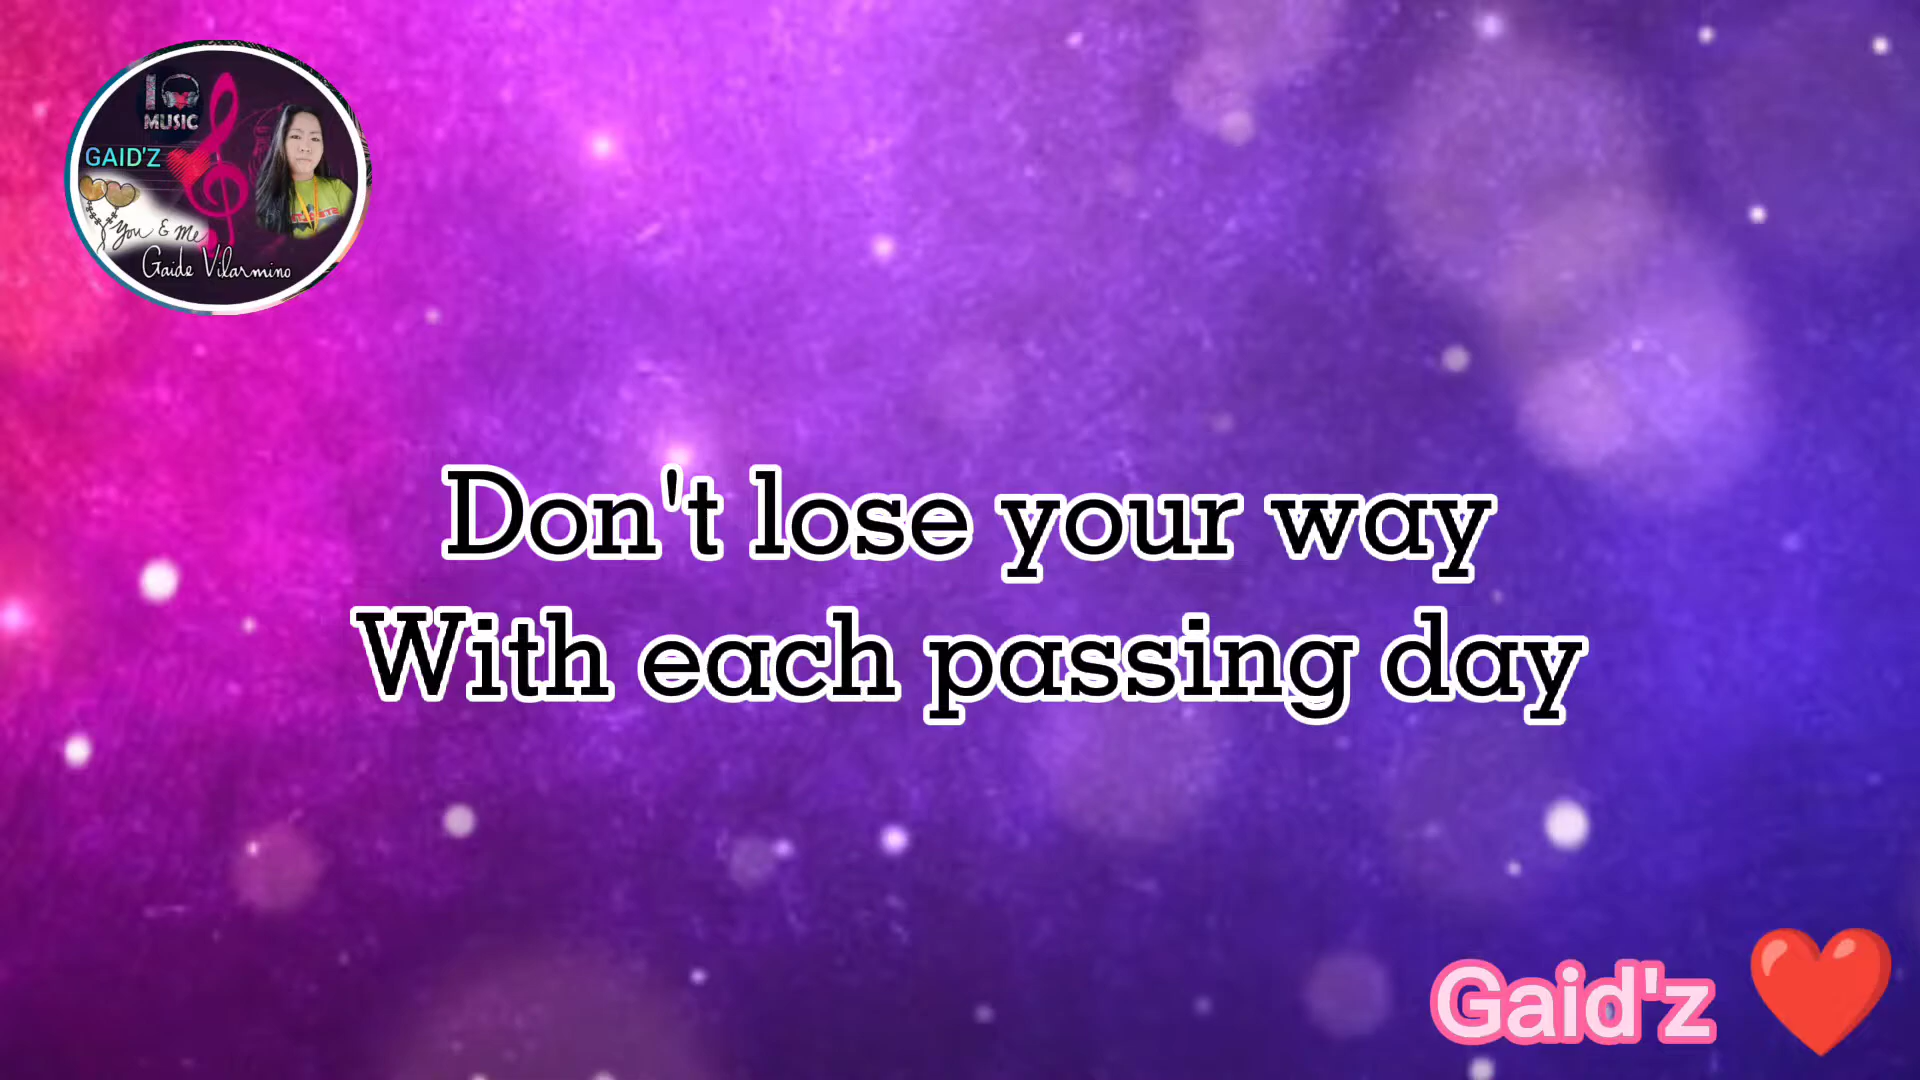 I
MUSIC
GAID'Z
You & Me
Gaide Vilarmino
Don't lose your way
With each passing day
Gaid'z